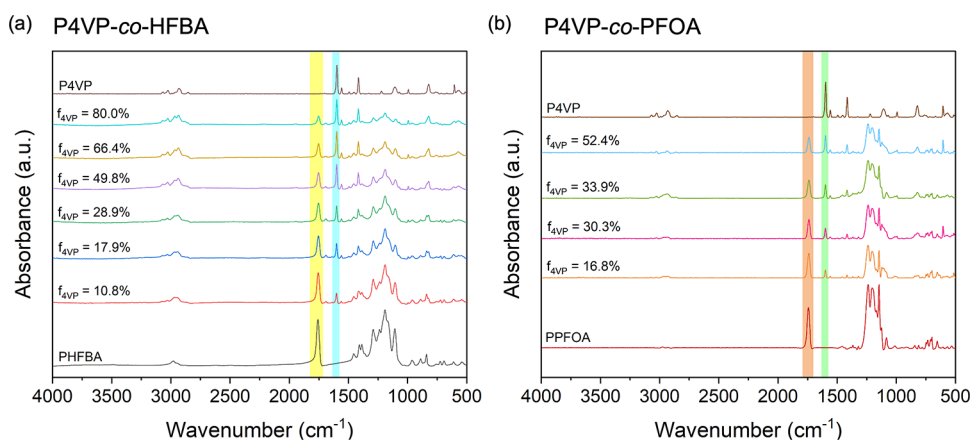 (a) P4VP-co-HFBA
Absorbance (a.u.)
P4VP
f4VP = 80.0%
f4VP = 66.4%
f4VP = 49.8%
f4VP = 28.9%
f4VP = 17.9%
f4VP = 10.8%
PHFBA
4000 3500 3000 2500 2000 1500 1000 500
Wavenumber (cm-1)
(b) P4VP-co-PFOA
Absorbance (a.u.)
P4VP
f4VP = 52.4%
f4VP = 33.9%
f4VP = 30.3%
f4VP = 16.8%
PPFOA
4000 3500 3000 2500 2000 1500 1000 500
Wavenumber (cm-1)